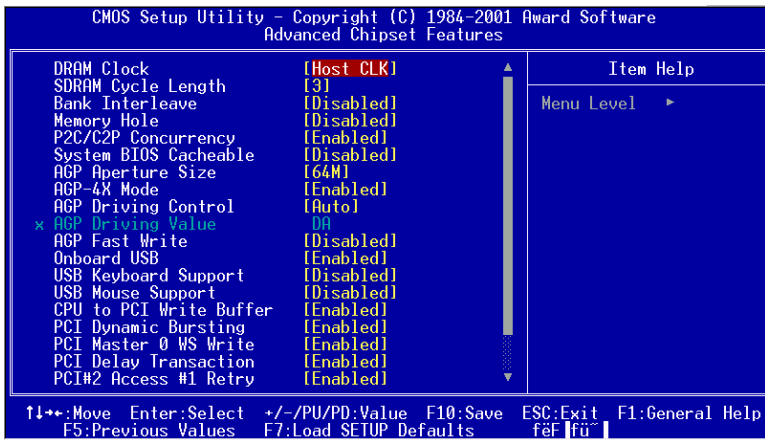 CMOS Setup Utility – Copyright (C) 1984-2001 Award Software
Advanced Chipset Features
DRAM Clock [Host CLK]
SDRAM Cycle Length [3]
Bank Interleave [Disabled]
Memory Hole [Disabled]
P2C/C2P Concurrency [Enabled]
System BIOS Cacheable [Disabled]
AGP Aperture Size [64M]
AGP-4X Mode [Enabled]
AGP Driving Control [Auto]
x AGP Driving Value DA
AGP Fast Write [Disabled]
Onboard USB [Enabled]
USB Keyboard Support [Disabled]
USB Mouse Support [Disabled]
CPU to PCI Write Buffer [Enabled]
PCI Dynamic Bursting [Enabled]
PCI Master 0 WS Write [Enabled]
PCI Delay Transaction [Enabled]
PCI#2 Access #1 Retry [Enabled]
Item Help
Menu Level ►
↑↓→←:Move Enter:Select +/-/PU/PD:Value F10:Save ESC:Exit F1:General Help
F5:Previous Values F7:Load SETUP Defaults fëF fü˜